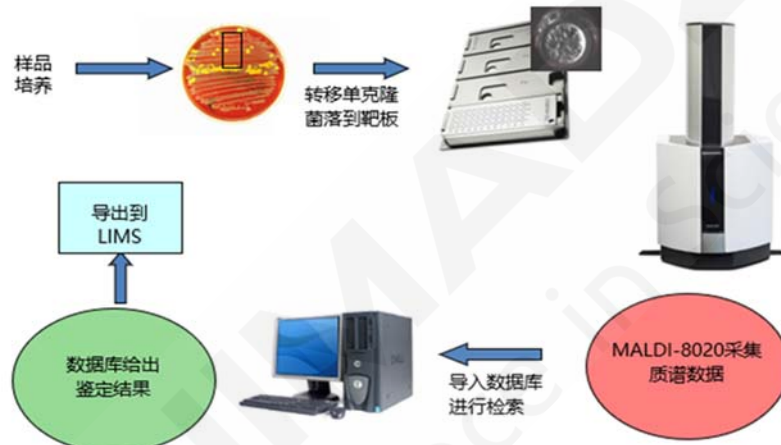 样品
培养
转移单克隆
菌落到靶板
导出到
LIMS
数据库给出
鉴定结果
导入数据库
进行检索
MALDI-8020采集
质谱数据